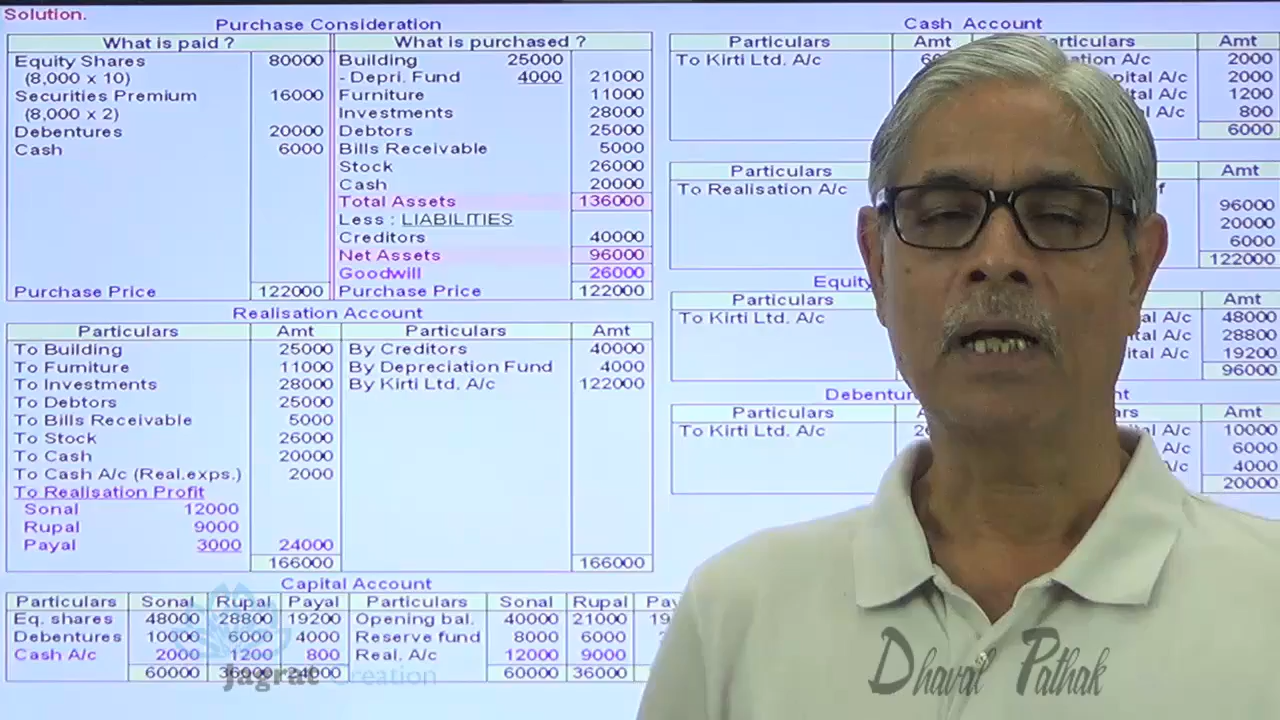 Solution.
Purchase Consideration
What is paid ? What is purchased ?
Equity Shares 80000 Building 25000
(8,000 x 10) - Depri. Fund 4000 21000
Securities Premium 16000 Furniture 11000
(8,000 x 2) Investments 28000
Debentures 20000 Debtors 25000
Cash 6000 Bills Receivable 5000
Stock 26000
Cash 20000
Total Assets 136000
Less : LIABILITIES
Creditors 40000
Net Assets 96000
Goodwill 26000
Purchase Price 122000 Purchase Price 122000
Realisation Account
Particulars Amt Particulars Amt
To Building 25000 By Creditors 40000
To Furniture 11000 By Depreciation Fund 4000
To Investments 28000 By Kirti Ltd. A/c 122000
To Debtors 25000
To Bills Receivable 5000
To Stock 26000
To Cash 20000
To Cash A/c (Real.exps.) 2000
To Realisation Profit
Sonal 12000
Rupal 9000
Payal 3000 24000
166000 166000
Capital Account
Particulars Sonal Rupal Payal Particulars Sonal Rupal
Eq. shares 48000 28800 19200 Opening bal. 40000 21000
Debentures 10000 6000 4000 Reserve fund 8000 6000
Cash A/c 2000 1200 800 Real. A/c 12000 9000
60000 36000 24000 60000 36000
Cash Account
Particulars Amt Amt
To Kirti Ltd. A/c A/c 2000
A/c 2000
A/c 1200
A/c 800
6000
Particulars Amt
To Realisation A/c
96000
20000
6000
122000
Equity
Particulars Amt
To Kirti Ltd. A/c A/c 48000
A/c 28800
A/c 19200
96000
Particulars Amt
To Kirti Ltd. A/c A/c 10000
A/c 6000
A/c 4000
20000
Jagrat Creation
Dhaval Pathak